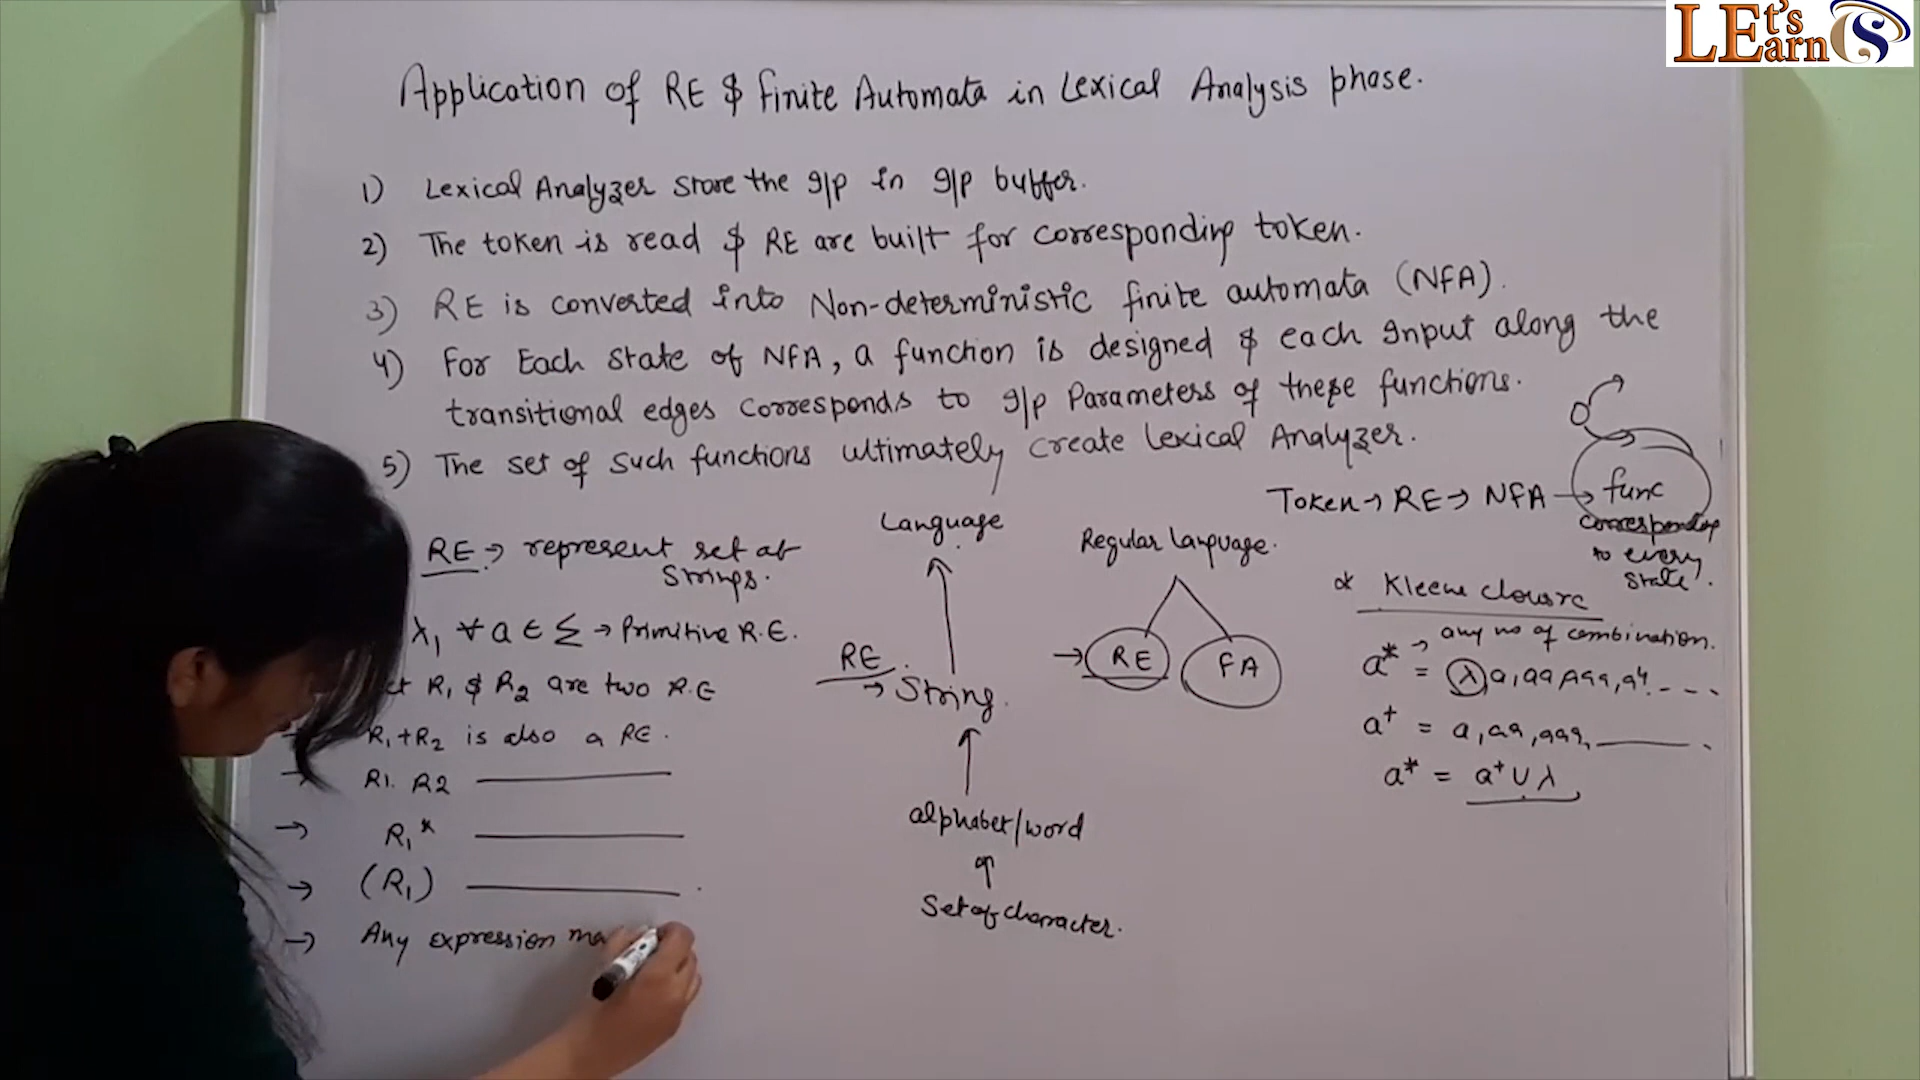 LEt's
Earn
Application of RE & Finite Automata in Lexical Analysis phase.
1) Lexical Analyzer store the I/p in I/p buffer.
2) The token is read & RE are built for corresponding token.
3) RE is converted into Non-deterministic finite automata (NFA).
4) For Each state of NFA, a function is designed & each Input along the
transitional edges corresponds to I/p Parameters of these functions.
5) The set of such functions ultimately create lexical Analyzer.
Token → RE → NFA → func
corresponding
to every
state.
RE → represent set of
strings.
λ, ∀ a ∈ Σ → Primitive R.E.
R1 & R2 are two R.E
R1+R2 is also a RE.
→ R1. R2
→ R1*
→ (R1)
→ Any expression ma
Language
↑
RE → String.
↑
alphabet/word
↑
Set of character.
Regular language.
→ RE FA
* Kleene closure
→ any no of combination.
a* = λ, a, aa, aaa, a4, - - - -
a+ = a, aa, aaa, ——— .
a* = a+ ∪ λ